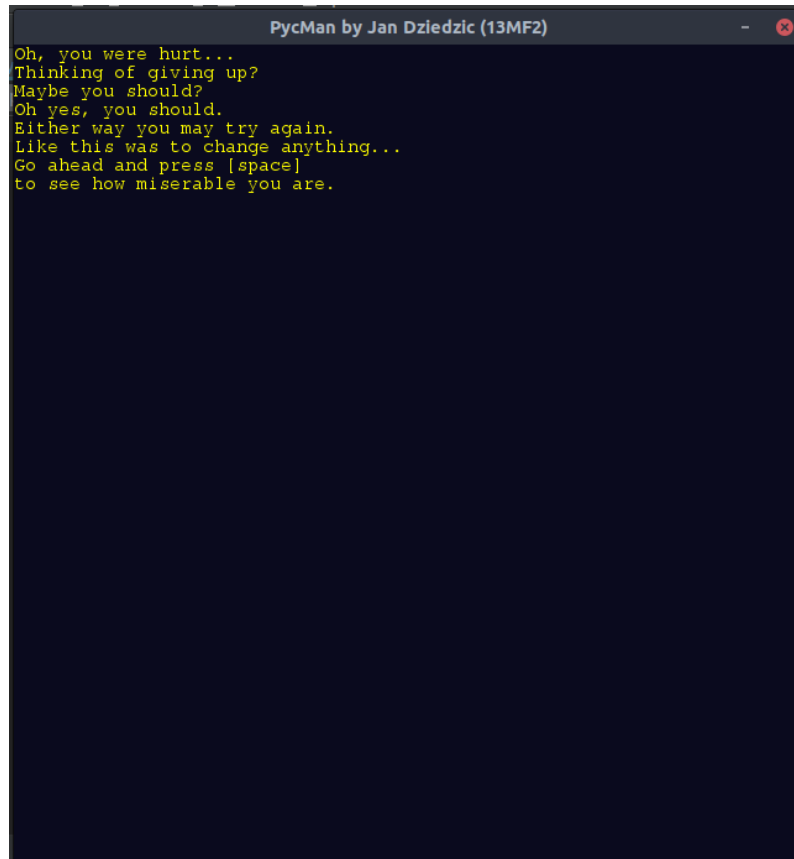 PycMan by Jan Dziedzic (13MF2)
Oh, you were hurt...
Thinking of giving up?
Maybe you should?
Oh yes, you should.
Either way you may try again.
Like this was to change anything...
Go ahead and press [space]
to see how miserable you are.